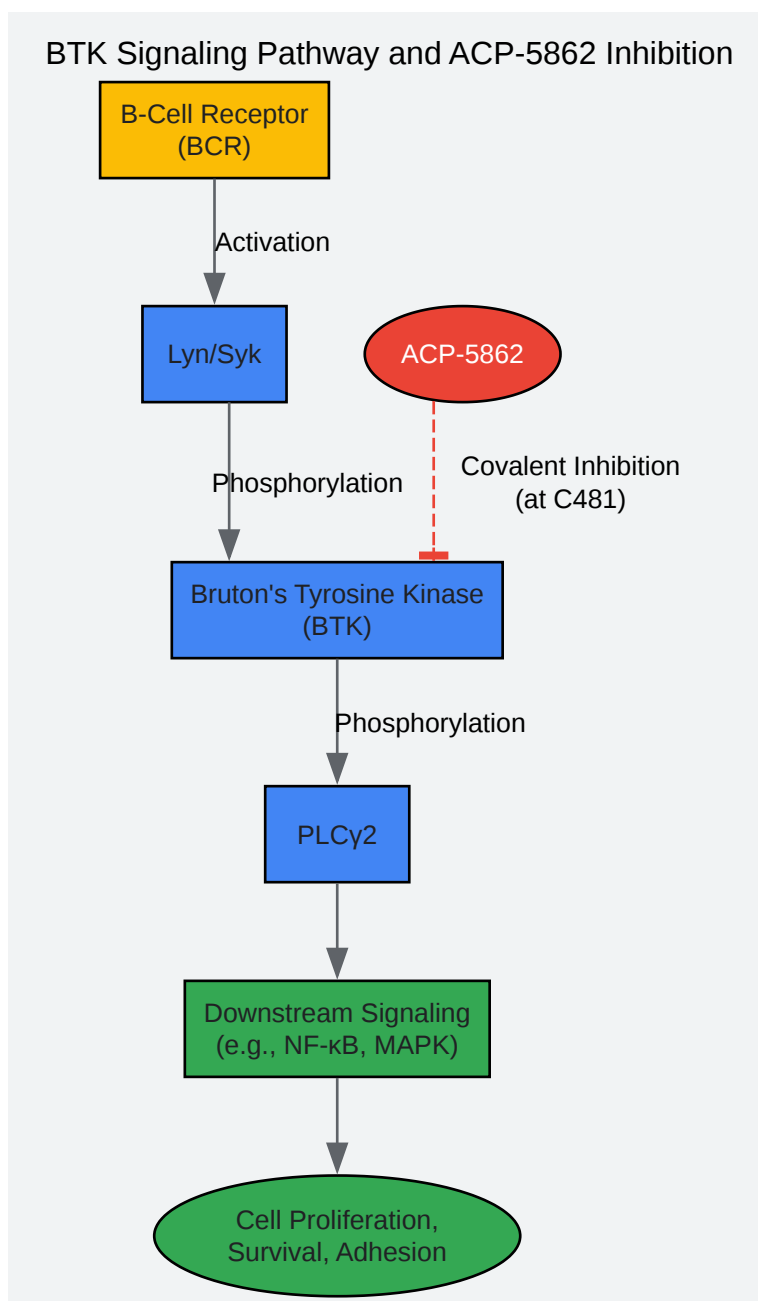 BTK Signaling Pathway and ACP-5862 Inhibition
B-Cell Receptor
(BCR)
Activation
Lyn/Syk
ACP-5862
Phosphorylation
Covalent Inhibition
(at C481)
Bruton's Tyrosine Kinase
(BTK)
Phosphorylation
PLCγ2
Downstream Signaling
(e.g., NF-κB, MAPK)
Cell Proliferation,
Survival, Adhesion